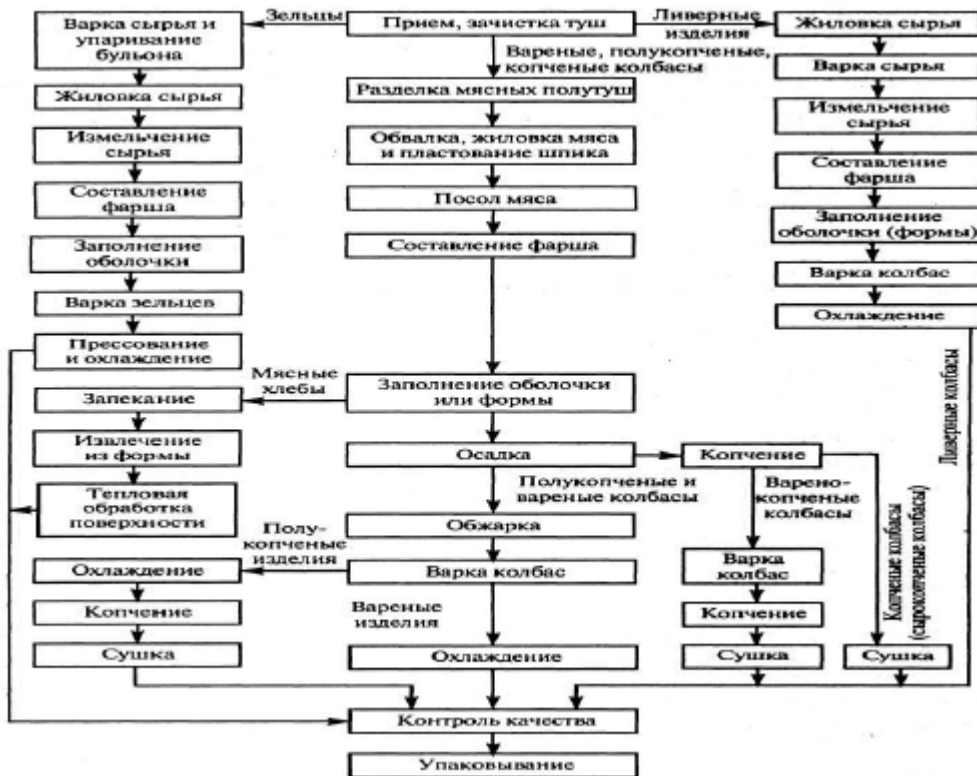 Зельцы
Прием, зачистка туш
Ливерные
изделия
Варка сырья и
упаривание
бульона
Жиловка сырья
Вареные, полукопченые,
копченые колбасы
Жиловка сырья
Варка сырья
Разделка мясных полутуш
Измельчение
сырья
Обвалка, жиловка мяса
и пластование шпика
Измельчение
сырья
Составление
фарша
Посол мяса
Составление
фарша
Заполнение
оболочки
Составление фарша
Заполнение
оболочки (формы)
Варка зельцев
Варка колбас
Прессование
и охлаждение
Охлаждение
Мясные
хлебы
Запекание
Заполнение оболочки
или формы
Ливерные колбасы
Извлечение
из формы
Осадка
Копчение
Тепловая
обработка
поверхности
Полукопченые и
вареные колбасы
Варено-
копченые
колбасы
Копченые колбасы
(сырокопченые колбасы)
Обжарка
Полу-
копченые
изделия
Охлаждение
Варка колбас
Варка
колбас
Копчение
Вареные
изделия
Копчение
Сушка
Охлаждение
Сушка
Сушка
Контроль качества
Упаковывание